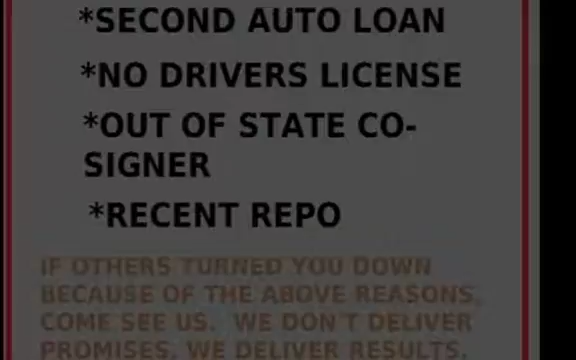 *SECOND AUTO LOAN
*NO DRIVERS LICENSE
*OUT OF STATE CO-
SIGNER
*RECENT REPO
IF OTHERS TURNED YOU DOWN
BECAUSE OF THE ABOVE REASONS,
COME SEE US. WE DON'T DELIVER
PROMISES, WE DELIVER RESULTS.